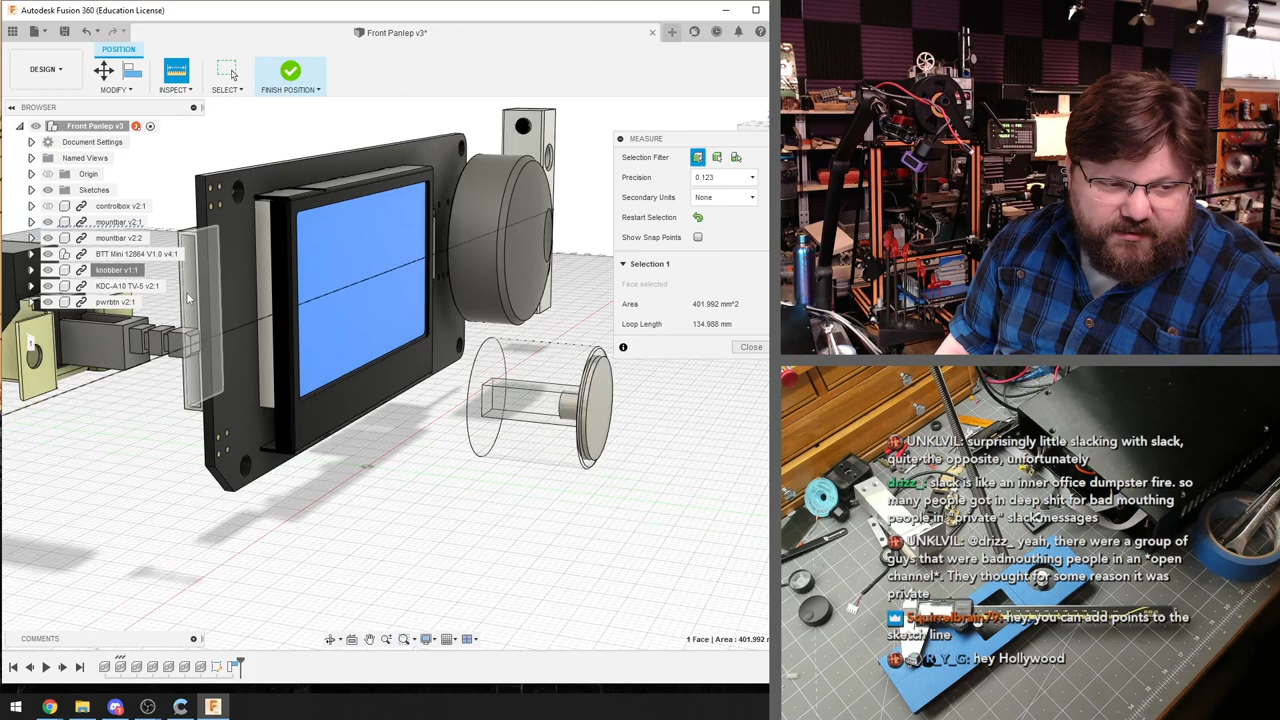 Autodesk Fusion 360 (Education License)
Front Panlep v3*
POSITION
DESIGN
MODIFY
INSPECT
SELECT
FINISH POSITION
BROWSER
Front Panlep v3
Document Settings
Named Views
Origin
Sketches
controlbox v2:1
mountbar v2:1
mountbar v2:2
BTT Mini 12864 V1.0 v4:1
knobber v1:1
KDC-A10 TV-5 v2:1
pwrbtn v2:1
1
MEASURE
Selection Filter
Precision 0.123
Secondary Units None
Restart Selection
Show Snap Points
Selection 1
Face selected
Area 401.992 mm^2
Loop Length 134.988 mm
Close
COMMENTS
1 Face | Area : 401.992 m
UNKLVIL: surprisingly little slacking with slack,
quite the opposite, unfortunately
drizz_: slack is like an inner office dumpster fire. so
many people got in deep shit for bad mouthing
people in "private" slack messages
UNKLVIL: @drizz_ yeah, there were a group of
guys that were badmouthing people in an *open
channel*. They thought for some reason it was
private
Squirrelbrain79: hey, you can add points to the
sketch line
R_Y_G: hey Hollywood